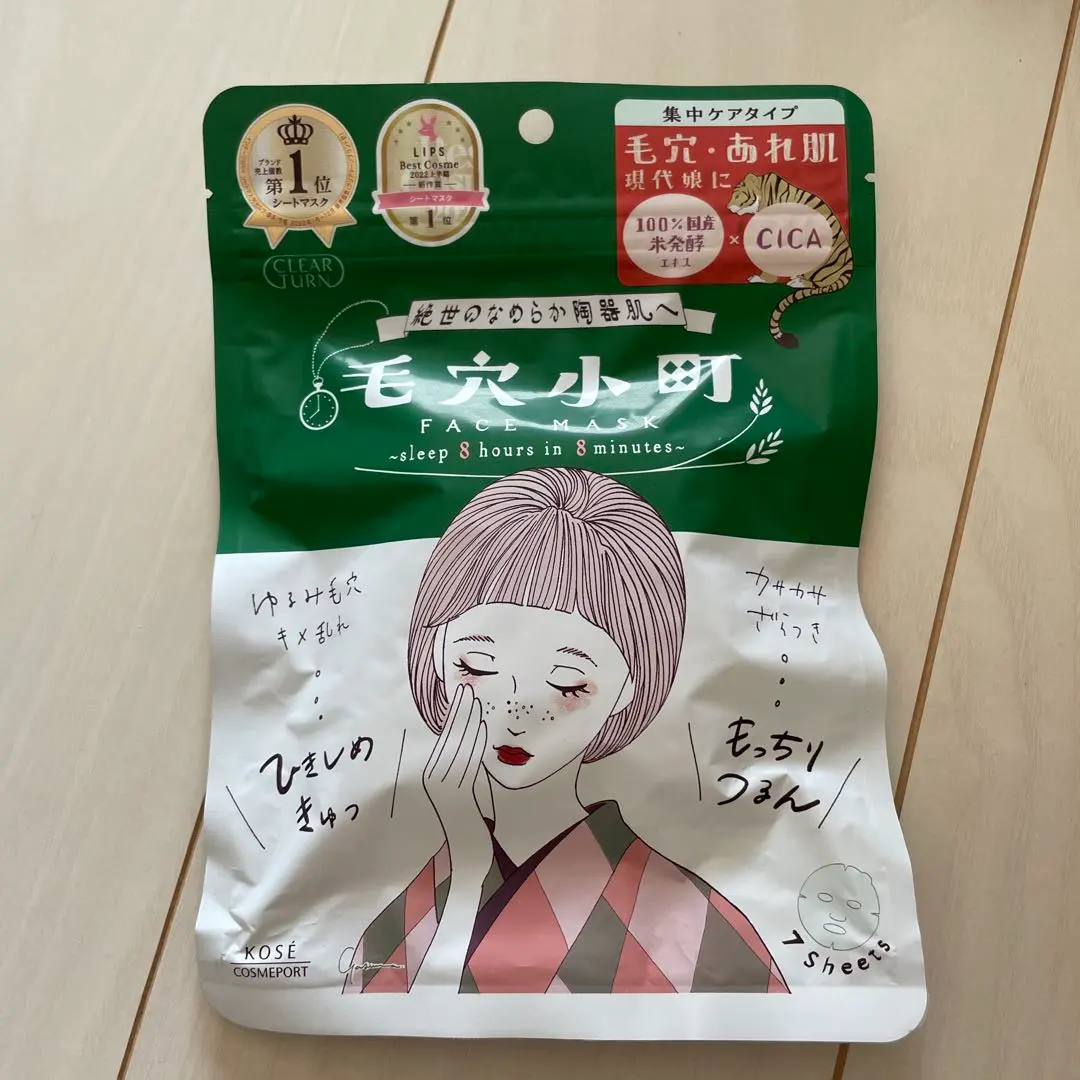 ブランド
売上個数
第1位
シートマスク
LIPS
Best Cosme
2022上半期
新作賞
シートマスク
第1位
集中ケアタイプ
毛穴・あれ肌
現代娘に
100%国産
米発酵
エキス
×
CICA
CICA
CLEAR
TURN
絶世のなめらか陶器肌へ
毛穴小町
FACE MASK
~sleep 8 hours in 8 minutes~
ゆるみ毛穴
キメ乱れ
ひきしめ
きゅっ
カサカサ
ざらつき
もっちり
つるん
KOSÉ
COSMEPORT
7 Sheets